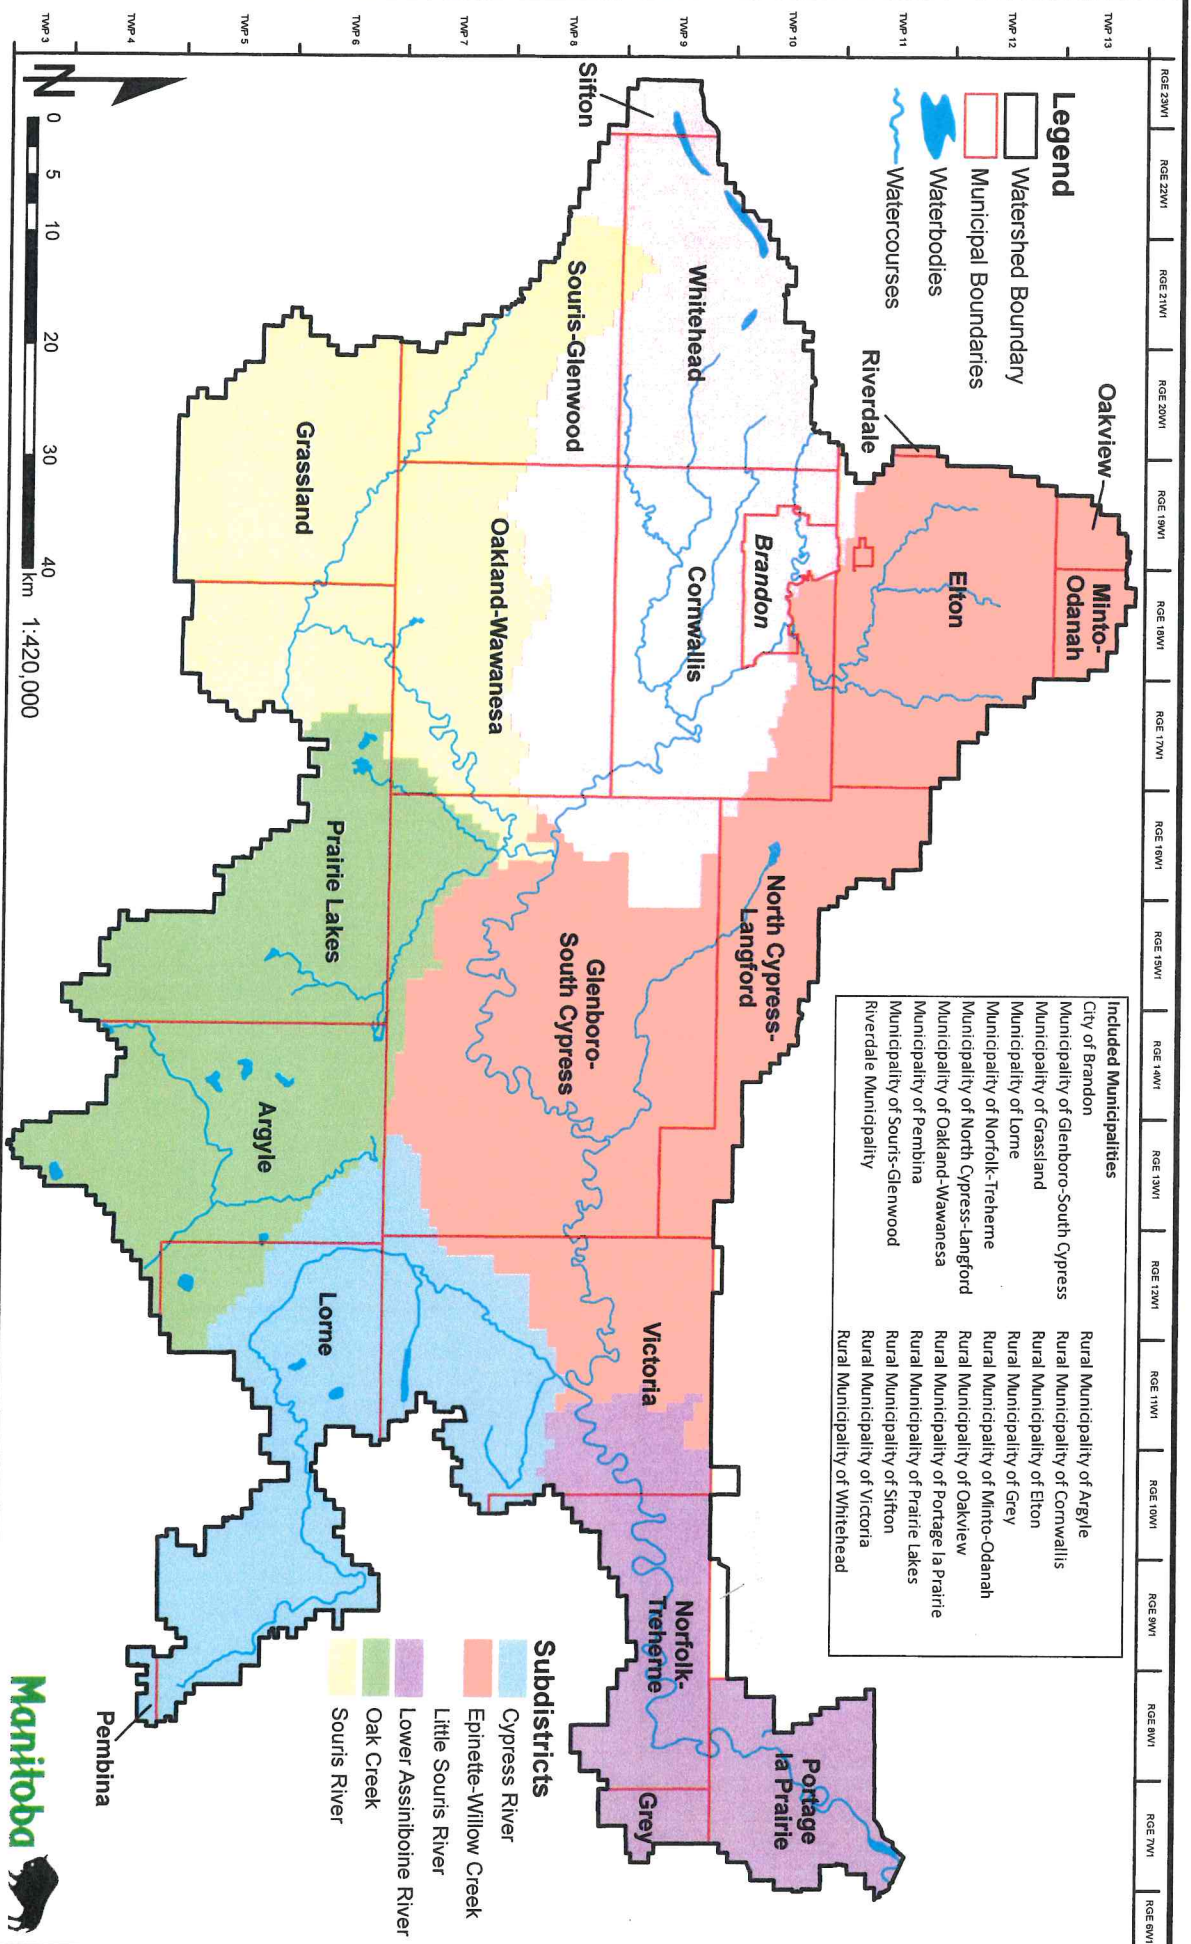 RGE 23W1
RGE 22W1
RGE 21W1
RGE 20W1
RGE 19W1
RGE 18W1
RGE 17W1
RGE 16W1
RGE 15W1
RGE 14W1
RGE 13W1
RGE 12W1
RGE 11W1
RGE 10W1
RGE 9W1
RGE 8W1
RGE 7W1
RGE 6W1
TWP 13
TWP 12
TWP 11
TWP 10
TWP 9
TWP 8
TWP 7
TWP 6
TWP 5
TWP 4
TWP 3
Legend
Watershed Boundary
Municipal Boundaries
Waterbodies
Watercourses
Included Municipalities
City of Brandon
Municipality of Glenboro-South Cypress
Municipality of Grassland
Municipality of Lorne
Municipality of Norfolk-Treherne
Municipality of North Cypress-Langford
Municipality of Oakland-Wawanesa
Municipality of Pembina
Municipality of Souris-Glenwood
Riverdale Municipality
Rural Municipality of Argyle
Rural Municipality of Cornwallis
Rural Municipality of Elton
Rural Municipality of Grey
Rural Municipality of Minto-Odanah
Rural Municipality of Oakview
Rural Municipality of Portage la Prairie
Rural Municipality of Prairie Lakes
Rural Municipality of Sifton
Rural Municipality of Victoria
Rural Municipality of Whitehead
Oakview
Minto-
Odanah
Riverdale
Elton
Sifton
Whitehead
Brandon
Cornwallis
North Cypress-
Langford
Souris-Glenwood
Oakland-Wawanesa
Glenboro-
South Cypress
Victoria
Norfolk-
Treherne
Portage
la Prairie
Grey
Grassland
Prairie Lakes
Argyle
Lorne
Pembina
Subdistricts
Cypress River
Epinette-Willow Creek
Little Souris River
Lower Assiniboine River
Oak Creek
Souris River
N
0 5 10 20 30 40
km
1:420,000
Manitoba